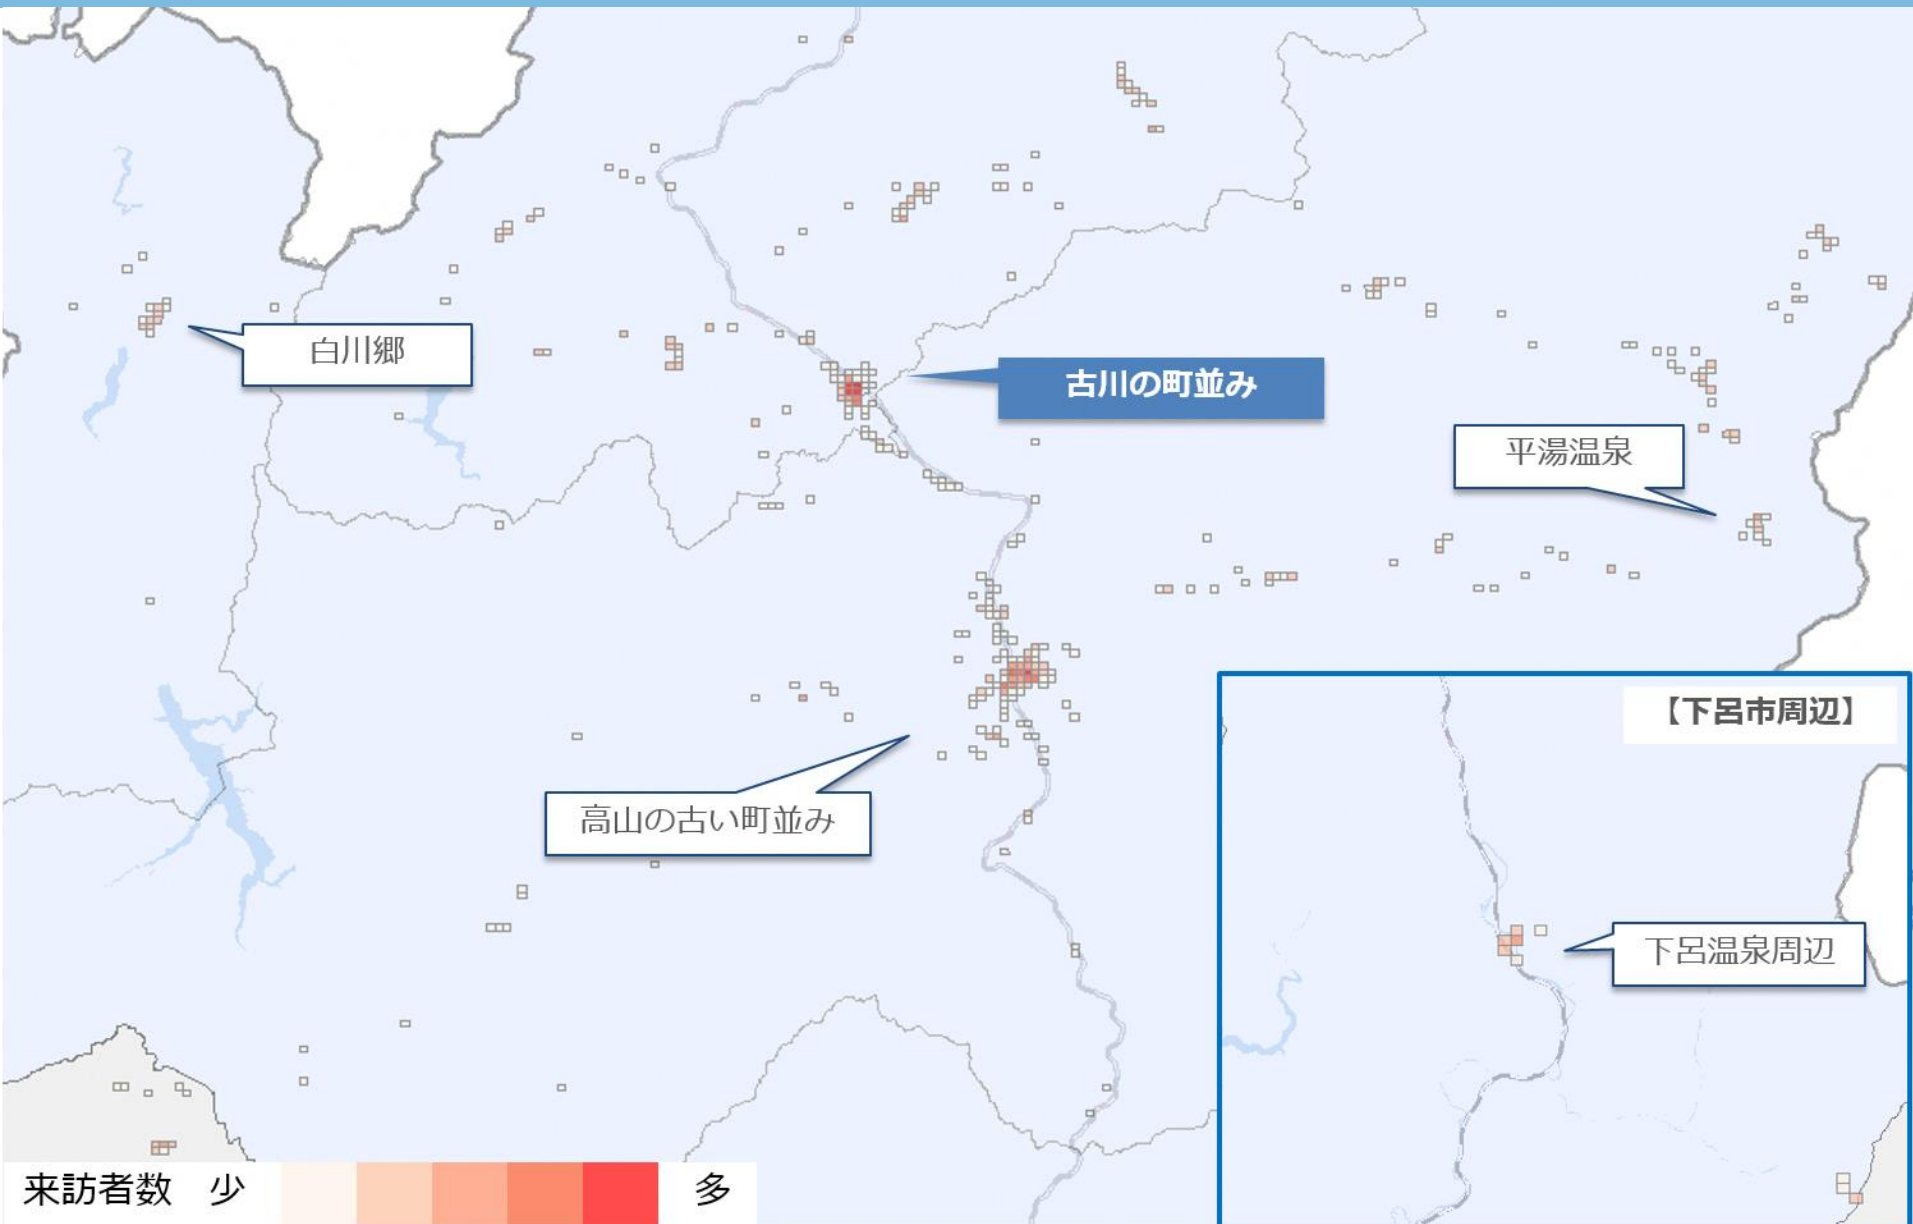 白川郷
古川の町並み
平湯温泉
高山の古い町並み
【下呂市周辺】
下呂温泉周辺
来訪者数 少 多